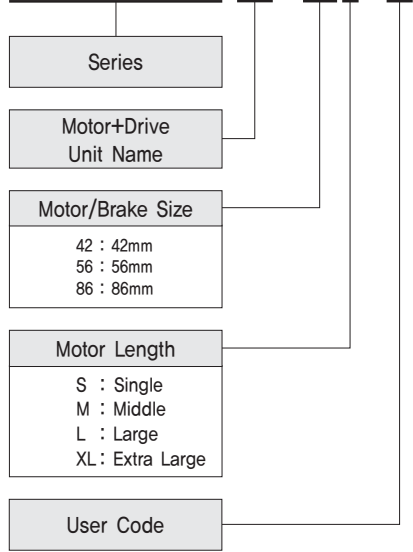 Series
Motor+Drive
Unit Name
Motor/Brake Size
42 : 42mm
56 : 56mm
86 : 86mm
Motor Length
S : Single
M : Middle
L : Large
XL: Extra Large
User Code